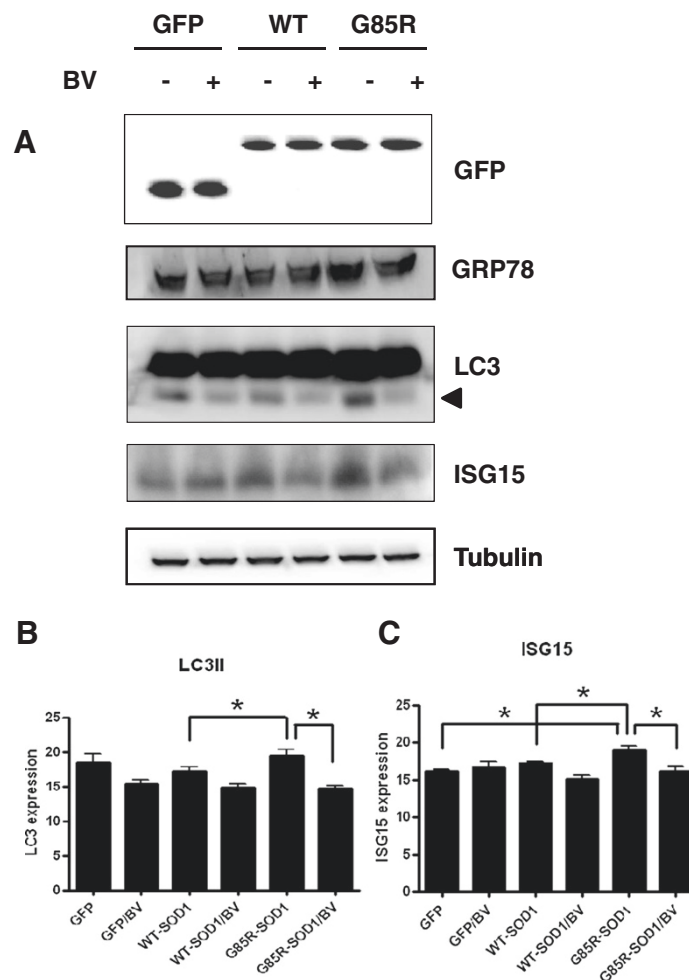 GFP WT G85R
BV - + - + - +
A
GFP
GRP78
LC3
ISG15
Tubulin
B
LC3II
LC3 expression
25
20
15
10
5
0
* *
GFP
GFP/BV
WT-SOD1
WT-SOD1/BV
G85R-SOD1
G85R-SOD1/BV
C
ISG15
ISG15 expression
25
20
15
10
5
0
*
* *
GFP
GFP/BV
WT-SOD1
WT-SOD1/BV
G85R-SOD1
G85R-SOD1/BV